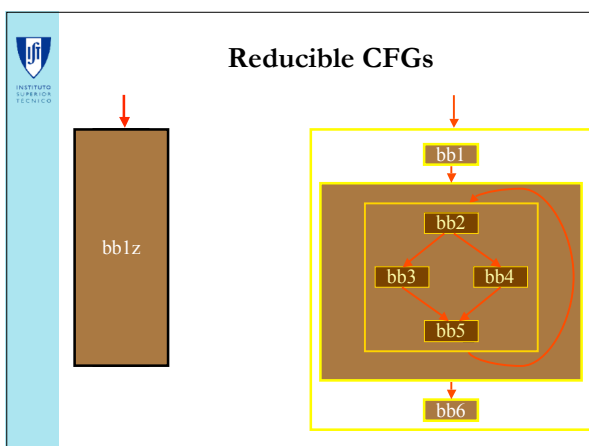 Reducible CFGs
INSTITUTO
SUPERIOR
TÉCNICO
bb1z
bb1
bb2
bb3
bb4
bb5
bb6